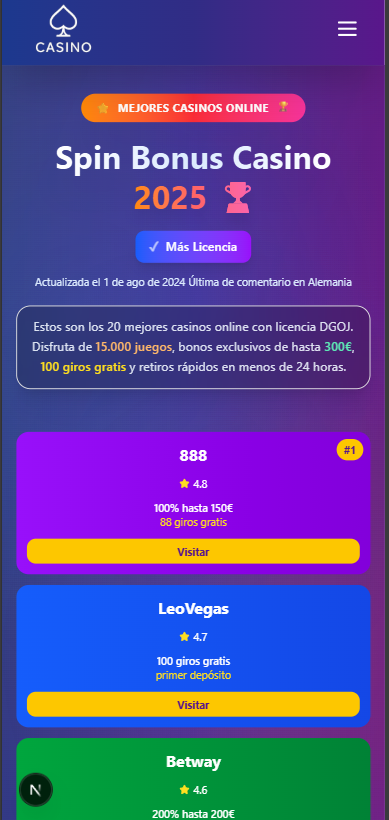 CASINO
MEJORES CASINOS ONLINE
Spin Bonus Casino
2025
Más Licencia
Actualizada el 1 de ago de 2024 Última de comentario en Alemania
Estos son los 20 mejores casinos online con licencia DGOJ.
Disfruta de 15.000 juegos, bonos exclusivos de hasta 300€,
100 giros gratis y retiros rápidos en menos de 24 horas.
#1
888
4.8
100% hasta 150€
88 giros gratis
Visitar
LeoVegas
4.7
100 giros gratis
primer depósito
Visitar
Betway
4.6
200% hasta 200€
N